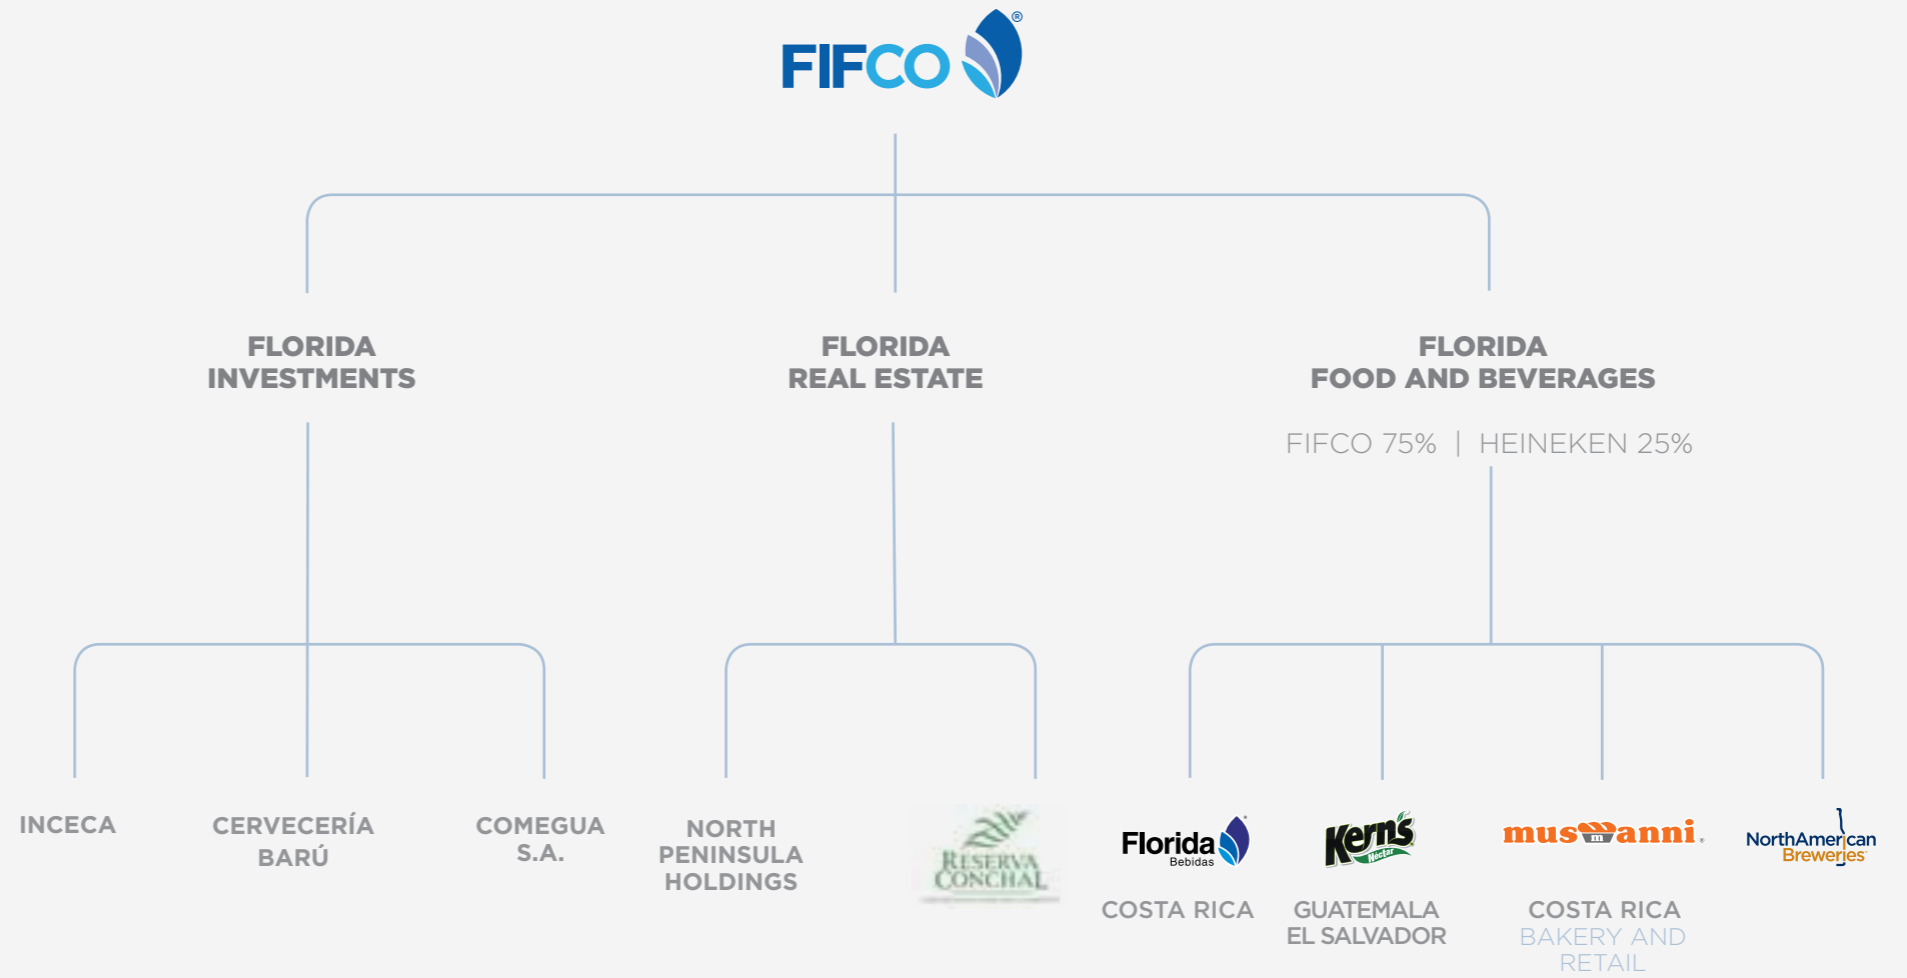 FIFCO®
FLORIDA
INVESTMENTS
FLORIDA
REAL ESTATE
FLORIDA
FOOD AND BEVERAGES
FIFCO 75% | HEINEKEN 25%
INCECA
CERVECERÍA
BARÚ
COMEGUA
S.A.
NORTH
PENINSULA
HOLDINGS
RESERVA
CONCHAL
Florida
Bebidas
COSTA RICA
Kern's
Néctar
GUATEMALA
EL SALVADOR
musmanni
COSTA RICA
BAKERY AND
RETAIL
NorthAmerican
Breweries